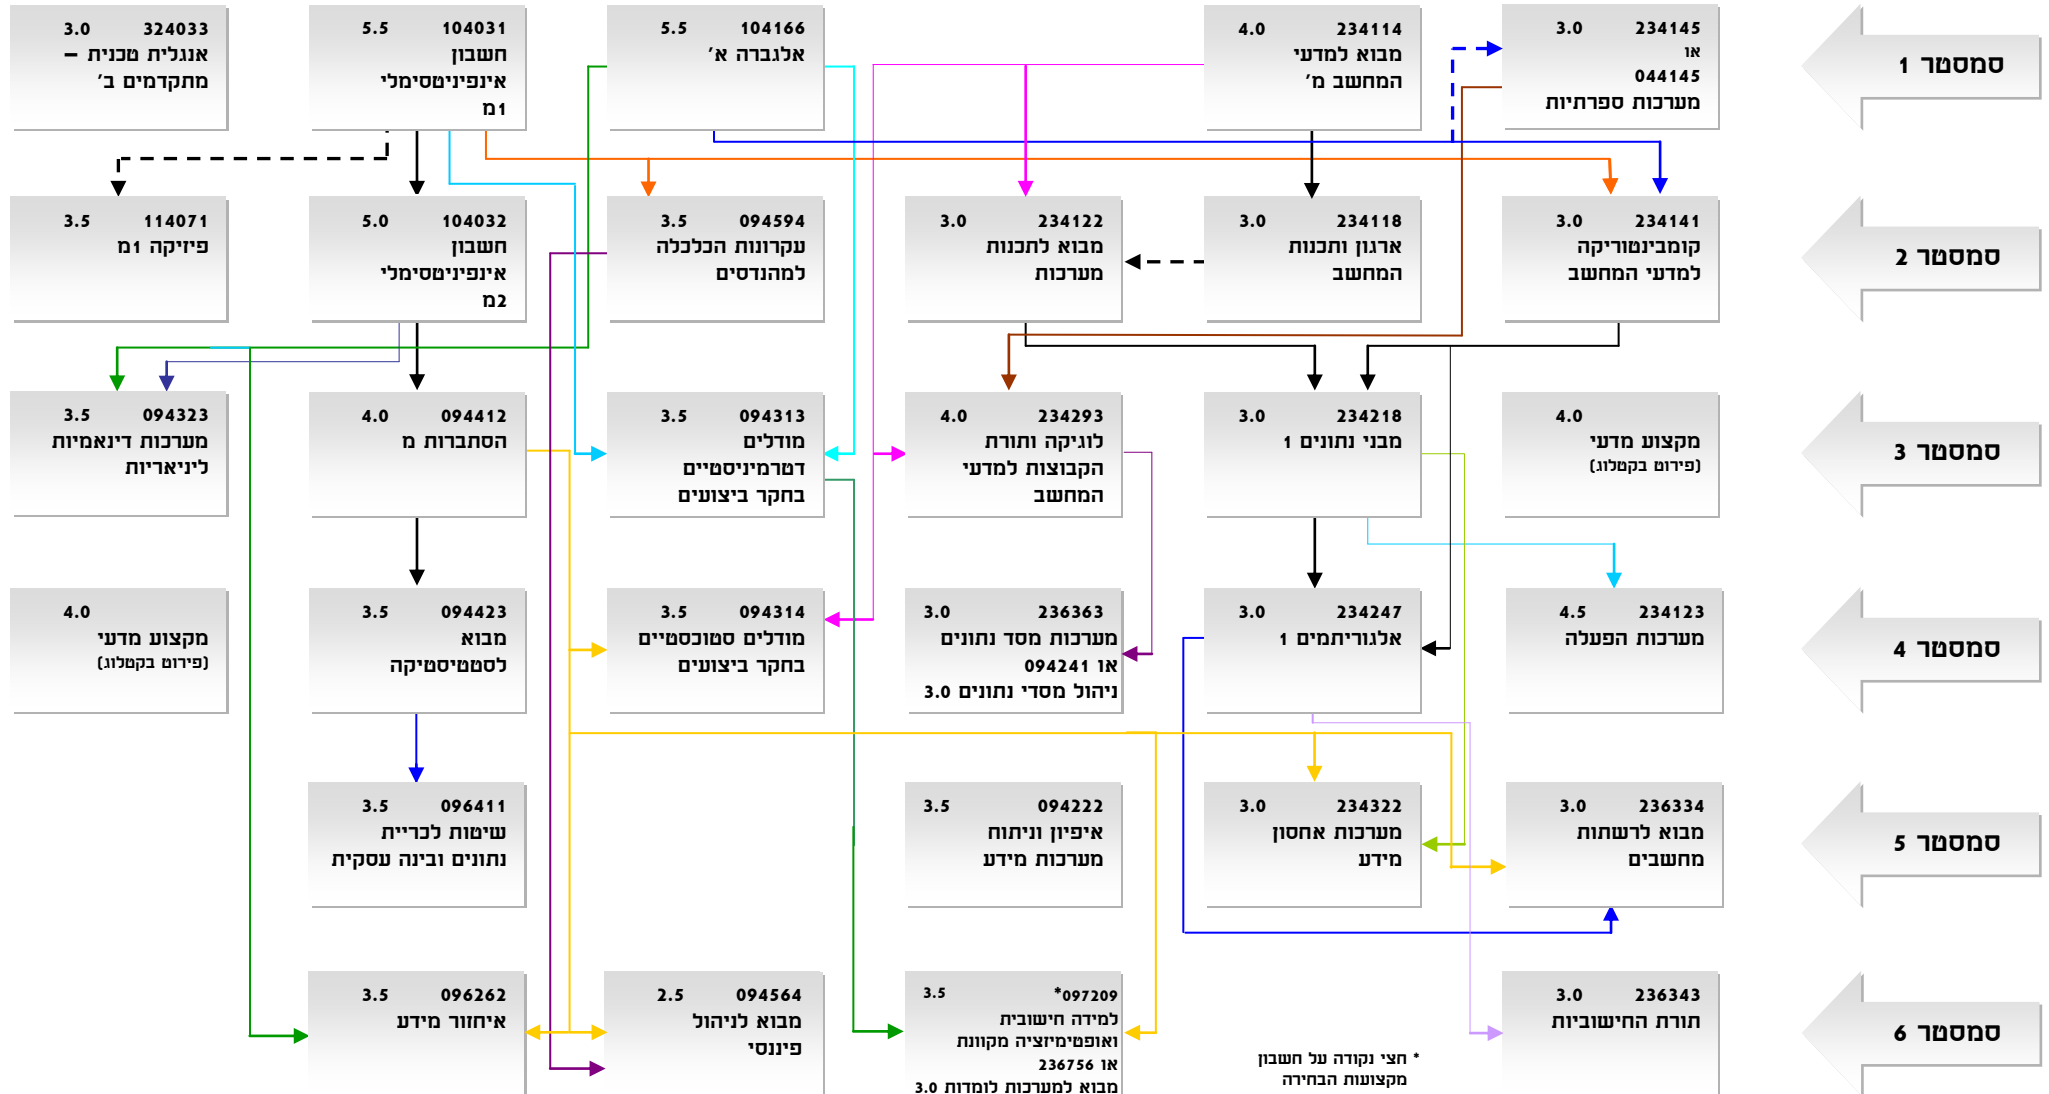 סמסטר 1
234145 3.0
או
044145
מערכות ספרתיות
234114 4.0
מבוא למדעי
המחשב מ'
104166 5.5
אלגברה א'
104031 5.5
חשבון
אינפיניטסימלי
1מ
324033 3.0
אנגלית טכנית –
מתקדמים ב'
סמסטר 2
234141 3.0
קומבינטוריקה
למדעי המחשב
234118 3.0
ארגון ותכנות
המחשב
234122 3.0
מבוא לתכנות
מערכות
094594 3.5
עקרונות הכלכלה
למהנדסים
104032 5.0
חשבון
אינפיניטסימלי
2מ
114071 3.5
פיזיקה 1מ
סמסטר 3
4.0
מקצוע מדעי
(פירוט בקטלוג)
234218 3.0
מבני נתונים 1
234293 4.0
לוגיקה ותורת
הקבוצות למדעי
המחשב
094313 3.5
מודלים
דטרמיניסטיים
בחקר ביצועים
094412 4.0
הסתברות מ
094323 3.5
מערכות דינאמיות
ליניאריות
סמסטר 4
234123 4.5
מערכות הפעלה
234247 3.0
אלגוריתמים 1
236363 3.0
מערכות מסד נתונים
או 094241
ניהול מסדי נתונים 3.0
094314 3.5
מודלים סטוכסטיים
בחקר ביצועים
094423 3.5
מבוא
לסטטיסטיקה
4.0
מקצוע מדעי
(פירוט בקטלוג)
סמסטר 5
236334 3.0
מבוא לרשתות
מחשבים
234322 3.0
מערכות אחסון
מידע
094222 3.5
איפיון וניתוח
מערכות מידע
096411 3.5
שיטות לכריית
נתונים ובינה עסקית
סמסטר 6
236343 3.0
תורת החישוביות
* חצי נקודה על חשבון
מקצועות הבחירה
097209* 3.5
למידה חישובית
ואופטימיזציה מקוונת
או 236756
מבוא למערכות לומדות 3.0
094564 2.5
מבוא לניהול
פיננסי
096262 3.5
איחזור מידע